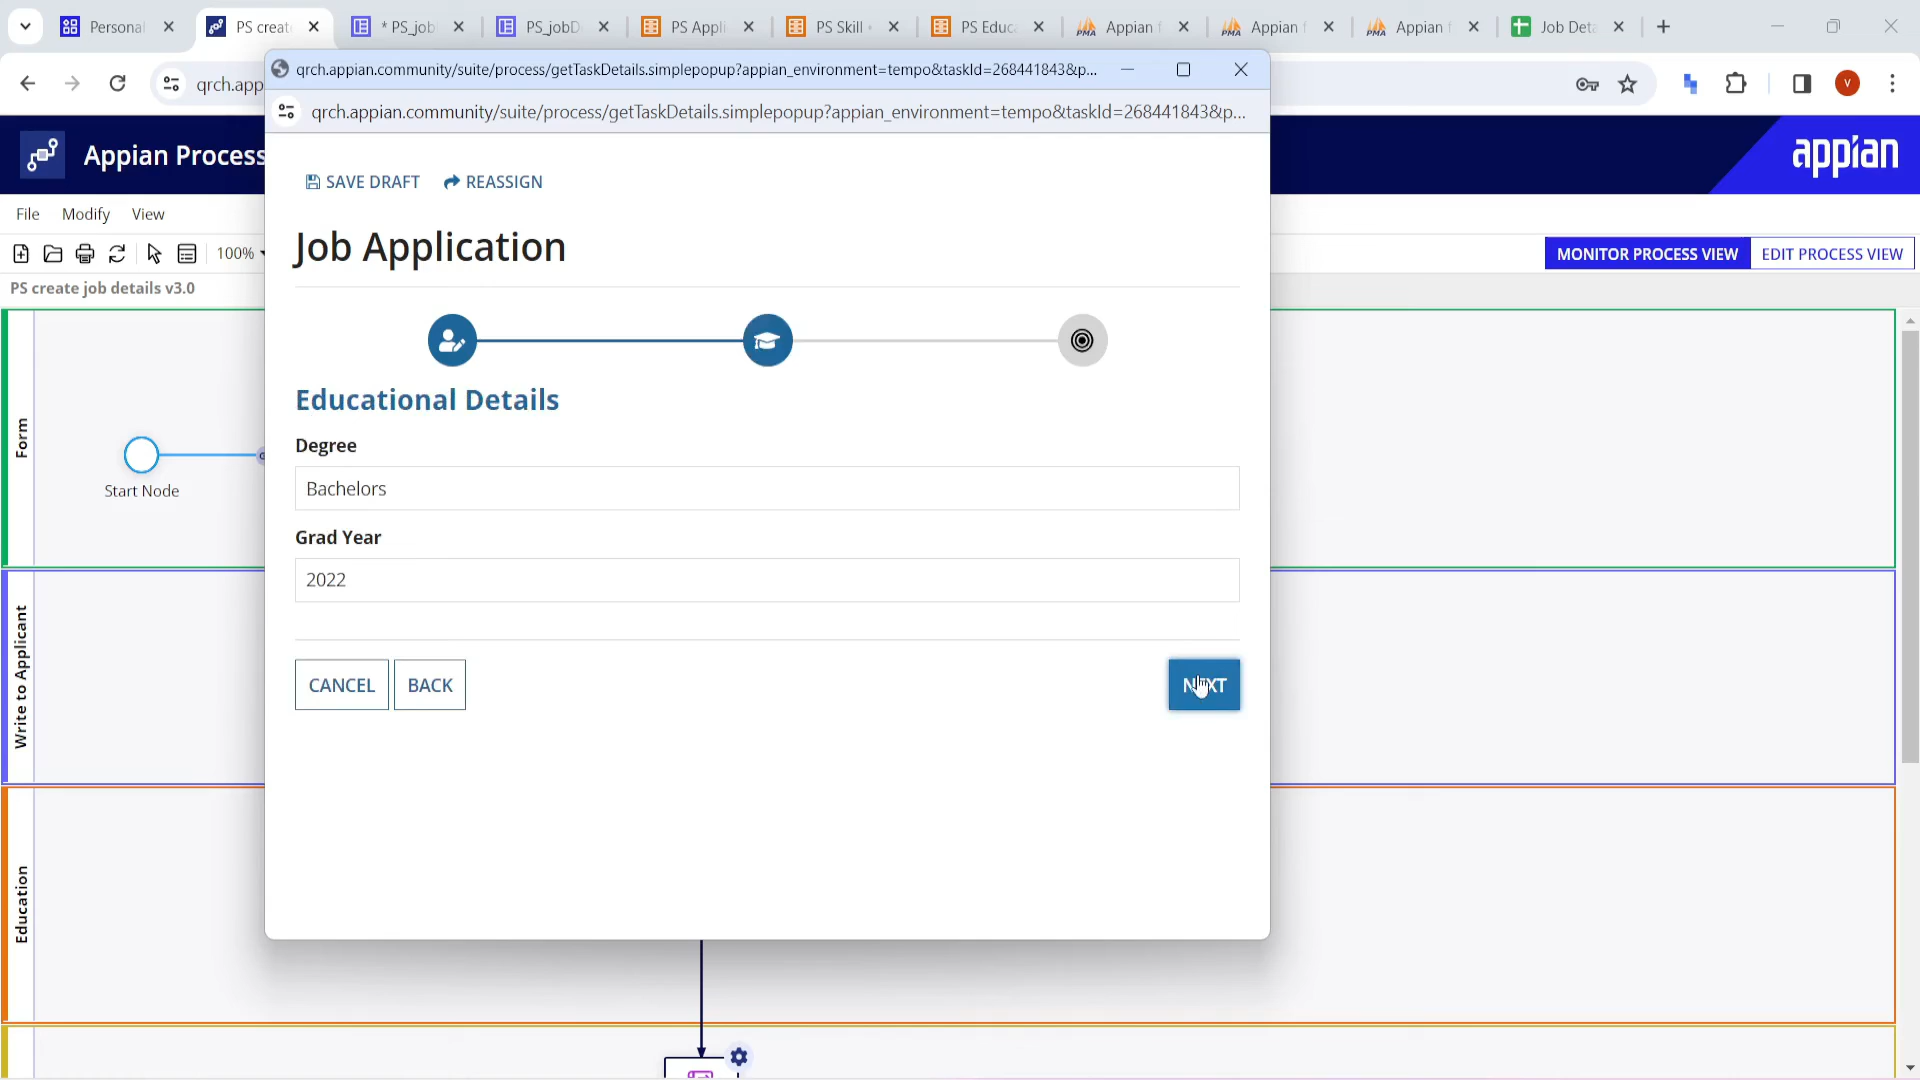 Persona
PS creat
* PS_job
PS_jobD
PS Appli
PS Skill
PS Educ
Appian f
Appian f
Appian f
Job Deta
qrch.app
qrch.appian.community/suite/process/getTaskDetails.simplepopup?appian_environment=tempo&taskId=268441843&p...
qrch.appian.community/suite/process/getTaskDetails.simplepopup?appian_environment=tempo&taskId=268441843&p...
V
Appian Process
appian
File Modify View
100%
MONITOR PROCESS VIEW
EDIT PROCESS VIEW
PS create job details v3.0
SAVE DRAFT
REASSIGN
Job Application
Educational Details
Degree
Bachelors
Grad Year
2022
CANCEL
BACK
NEXT
Form
Start Node
Write to Applicant
Education